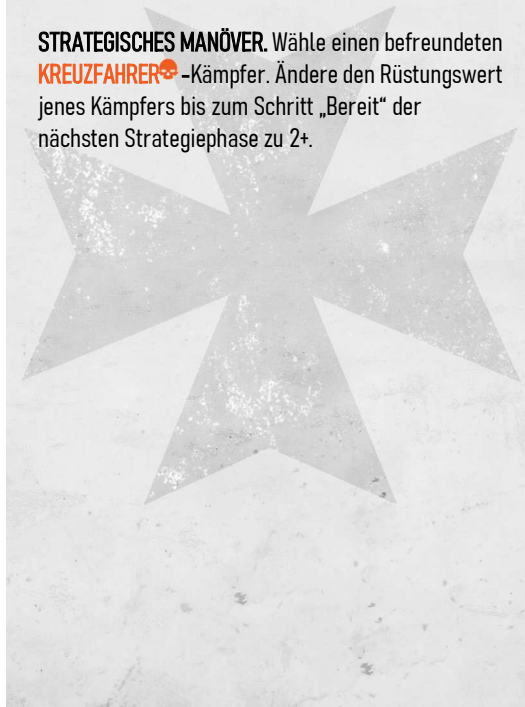 STRATEGISCHES MANÖVER. Wähle einen befreundeten
KREUZFAHRER -Kämpfer. Ändere den Rüstungswert
jenes Kämpfers bis zum Schritt „Bereit“ der
nächsten Strategiephase zu 2+.